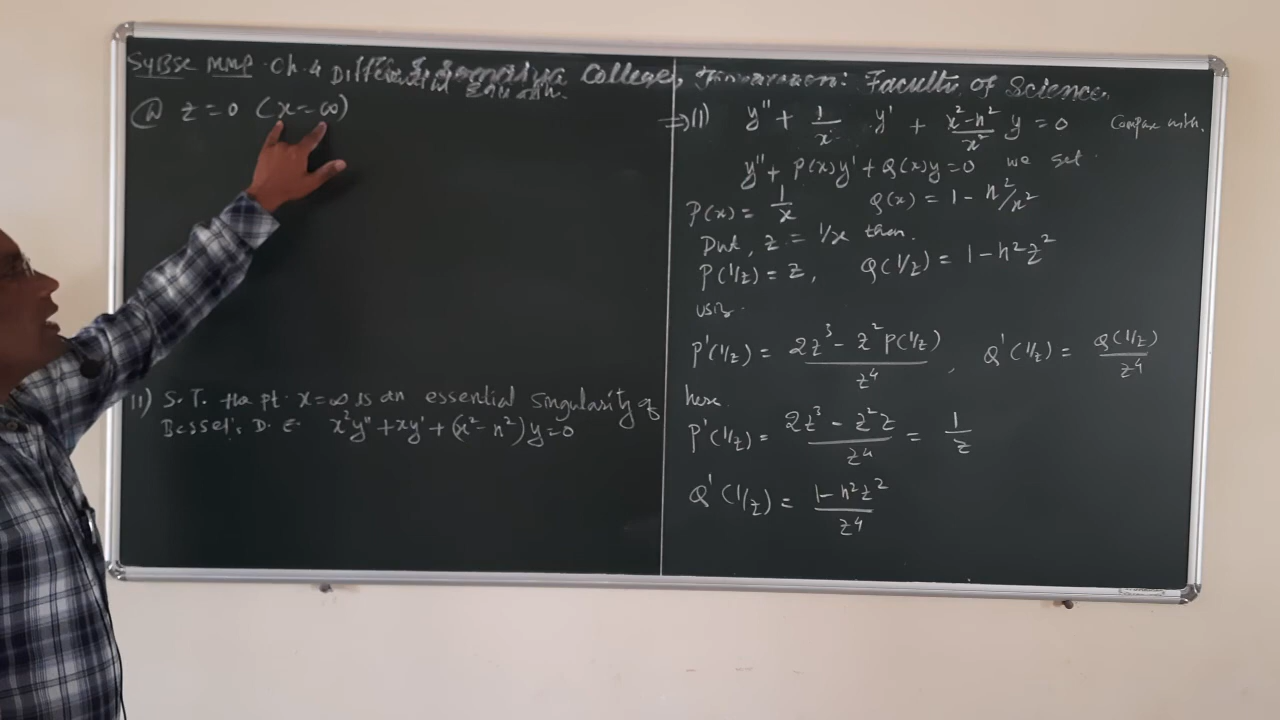 SyBSc MMP Ch. 4 College, Faculty of Science.
@ z = 0 (x = ∞)
11) S.T. the pt. x = ∞ is an essential singularity of
Bessel's D.E. x²y" + xy' + (x² - n²)y = 0
⇒(1) y" + 1/x y' + (x² - n²)/x² y = 0 Compare with.
y" + P(x)y' + Q(x)y = 0 we get.
P(x) = 1/x Q(x) = 1 - n²/x²
Put, z = 1/x then.
P(1/z) = z, Q(1/z) = 1 - n²z²
using.
P'(1/z) = (2z³ - z²P(1/z))/z⁴, Q'(1/z) = Q(1/z)/z⁴
here
P'(1/z) = (2z³ - z²z)/z⁴ = 1/z
Q'(1/z) = (1 - n²z²)/z⁴